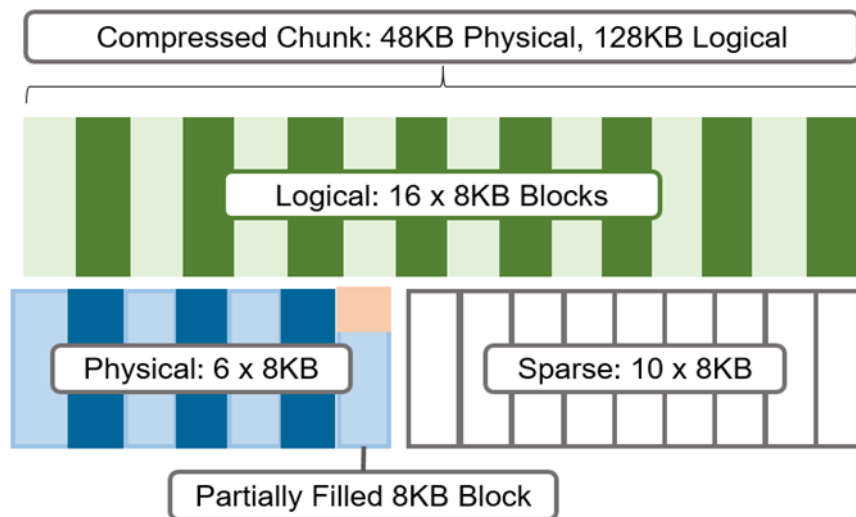 Compressed Chunk: 48KB Physical, 128KB Logical
Logical: 16 x 8KB Blocks
Physical: 6 x 8KB
Sparse: 10 x 8KB
Partially Filled 8KB Block